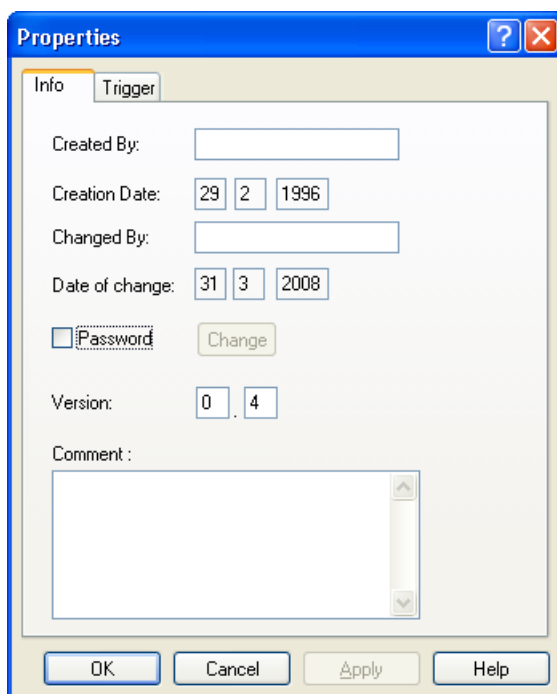 Properties
Info Trigger
Created By:
Creation Date: 29 2 1996
Changed By:
Date of change: 31 3 2008
Password Change
Version: 0 . 4
Comment :
OK Cancel Apply Help